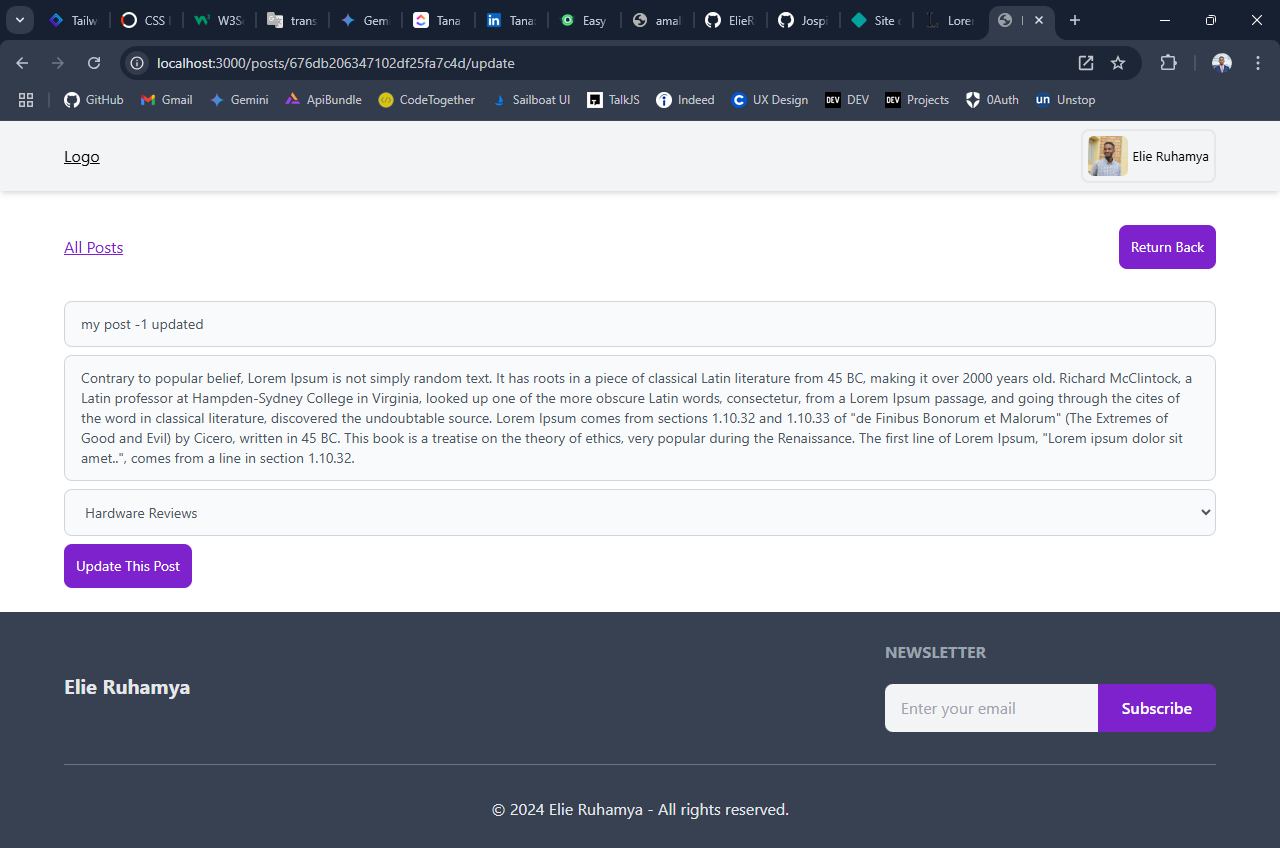 Tailw
CSS
W3S
trans
Gemi
Tana
Tana
Easy
amal
ElieR
Jospi
Site
Lorem
localhost:3000/posts/676db206347102df25fa7c4d/update
GitHub
Gmail
Gemini
ApiBundle
CodeTogether
Sailboat UI
TalkJS
Indeed
UX Design
DEV
DEV
DEV
Projects
0Auth
un
Unstop
Logo
Elie Ruhamya
All Posts
Return Back
my post -1 updated
Contrary to popular belief, Lorem Ipsum is not simply random text. It has roots in a piece of classical Latin literature from 45 BC, making it over 2000 years old. Richard McClintock, a
Latin professor at Hampden-Sydney College in Virginia, looked up one of the more obscure Latin words, consectetur, from a Lorem Ipsum passage, and going through the cites of
the word in classical literature, discovered the undoubtable source. Lorem Ipsum comes from sections 1.10.32 and 1.10.33 of "de Finibus Bonorum et Malorum" (The Extremes of
Good and Evil) by Cicero, written in 45 BC. This book is a treatise on the theory of ethics, very popular during the Renaissance. The first line of Lorem Ipsum, "Lorem ipsum dolor sit
amet..", comes from a line in section 1.10.32.
Hardware Reviews
Update This Post
Elie Ruhamya
NEWSLETTER
Enter your email
Subscribe
© 2024 Elie Ruhamya - All rights reserved.